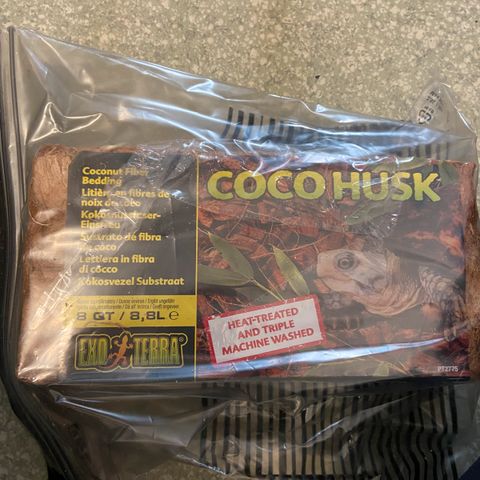 COCO HUSK
Coconut Fiber
Bedding
Litière en fibres de
noix de coco
Kokosnussfaser-
Einstreu
Sustrato de fibra
de coco
Lettiera in fibra
di cocco
Kokosvezel Substraat
8 QT / 8,8L e
EXO TERRA
HEAT-TREATED
AND TRIPLE
MACHINE WASHED
PT2775